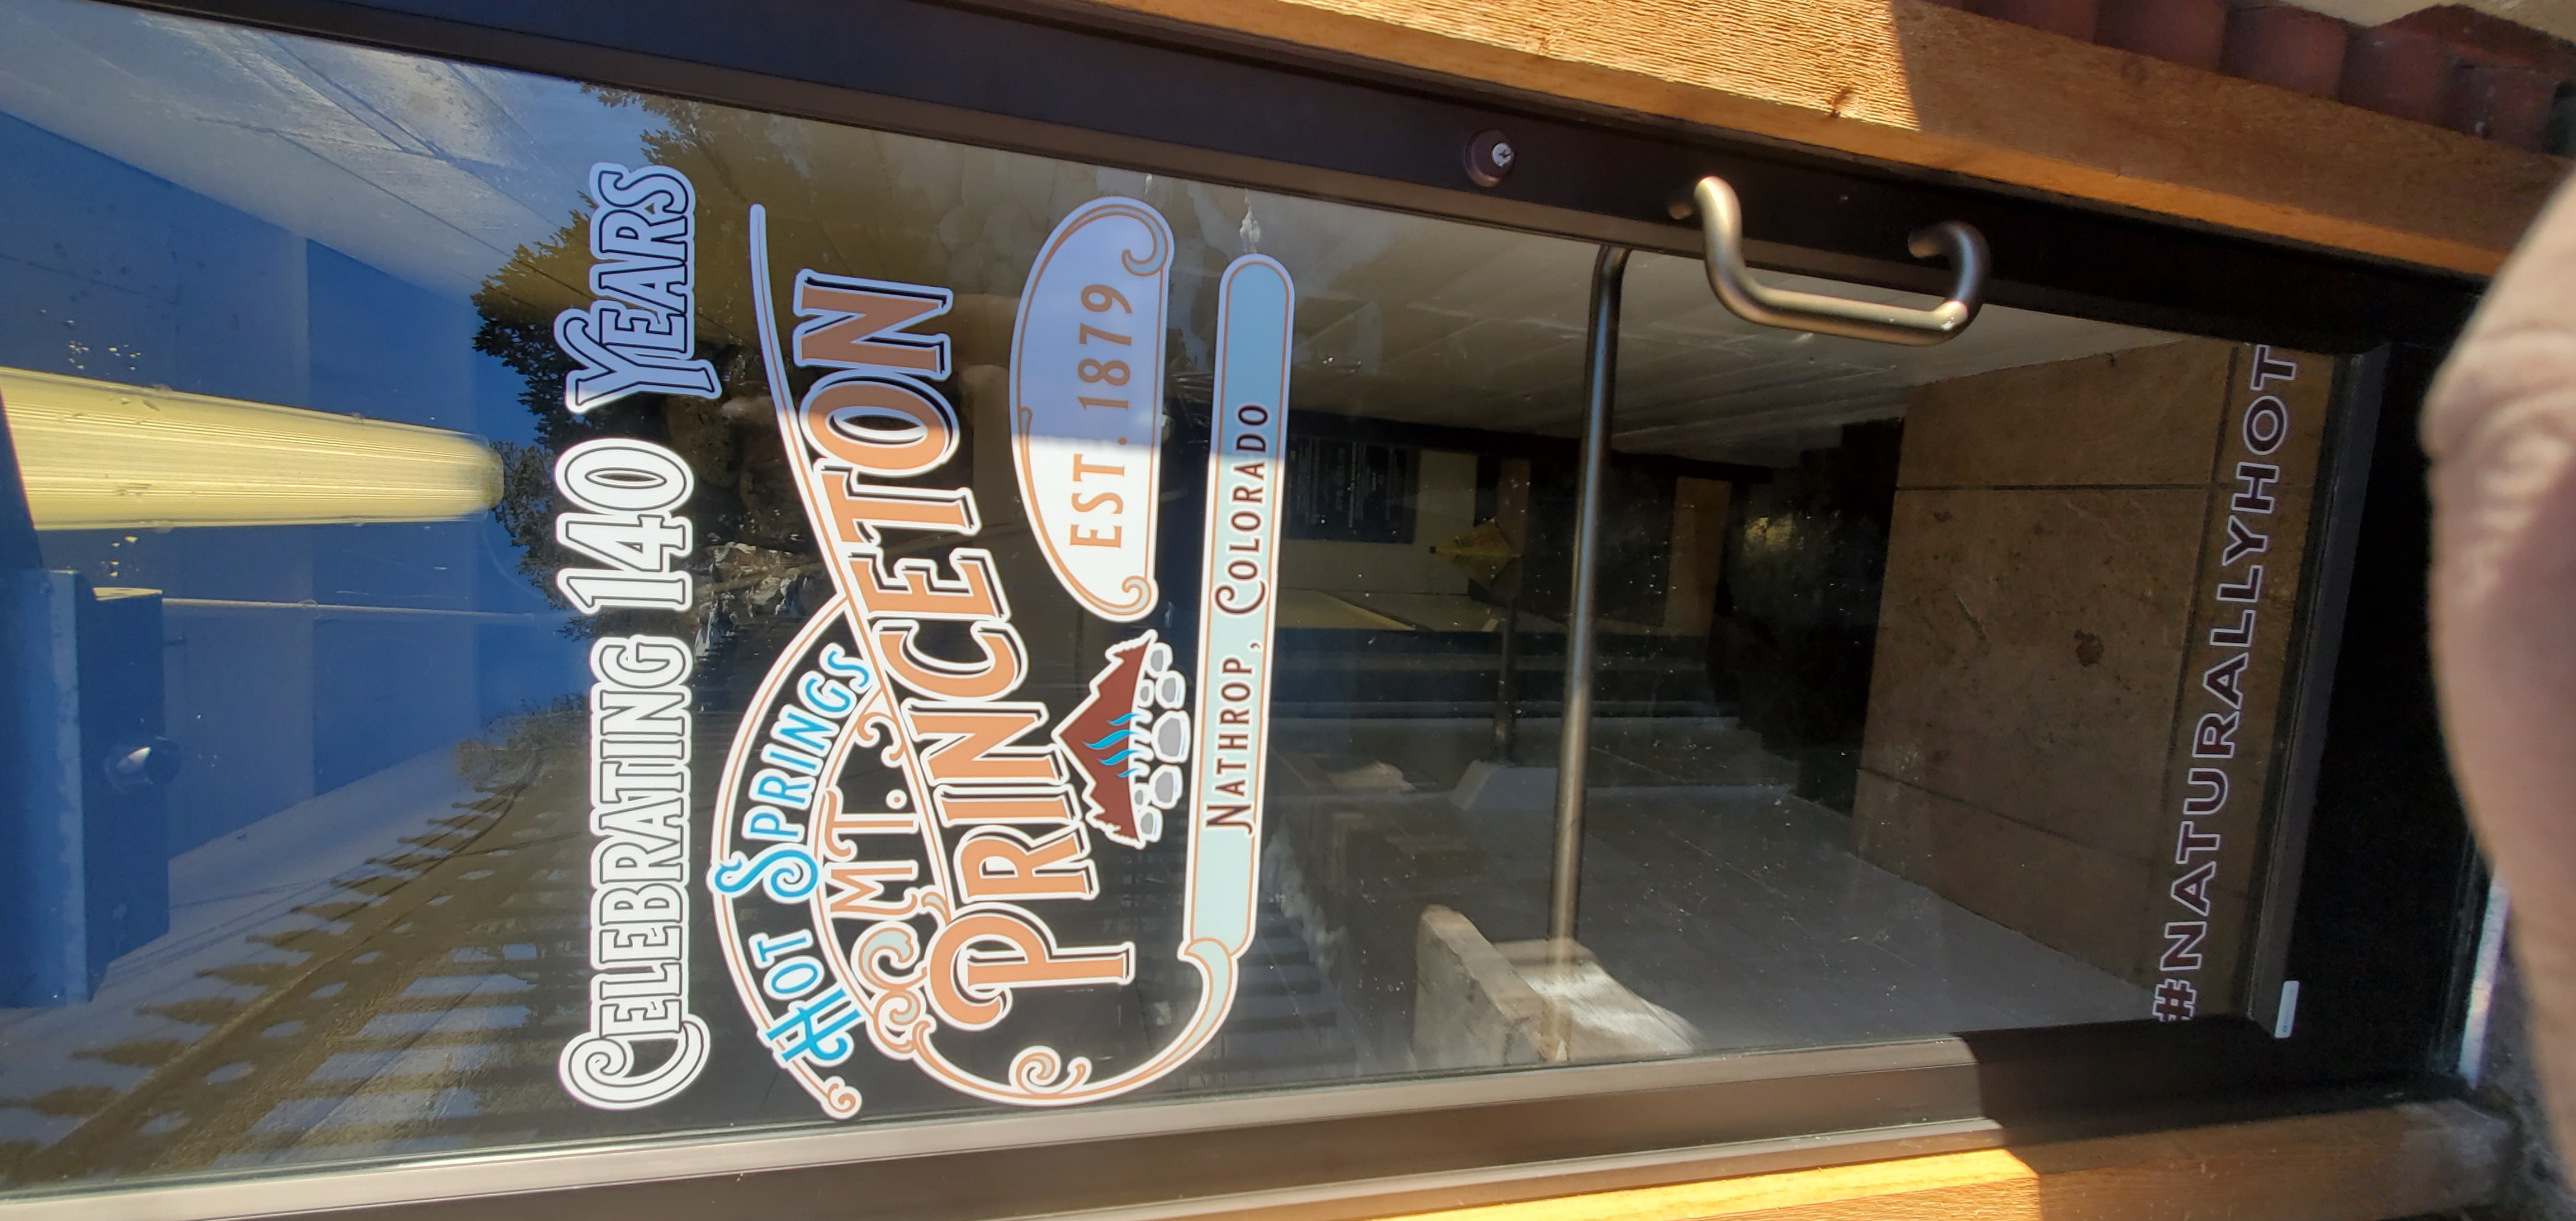 CELEBRATING 140 YEARS
HOT SPRINGS
MT.
PRINCETON
EST. 1879
NATHROP, COLORADO
#NATURALLYHOT